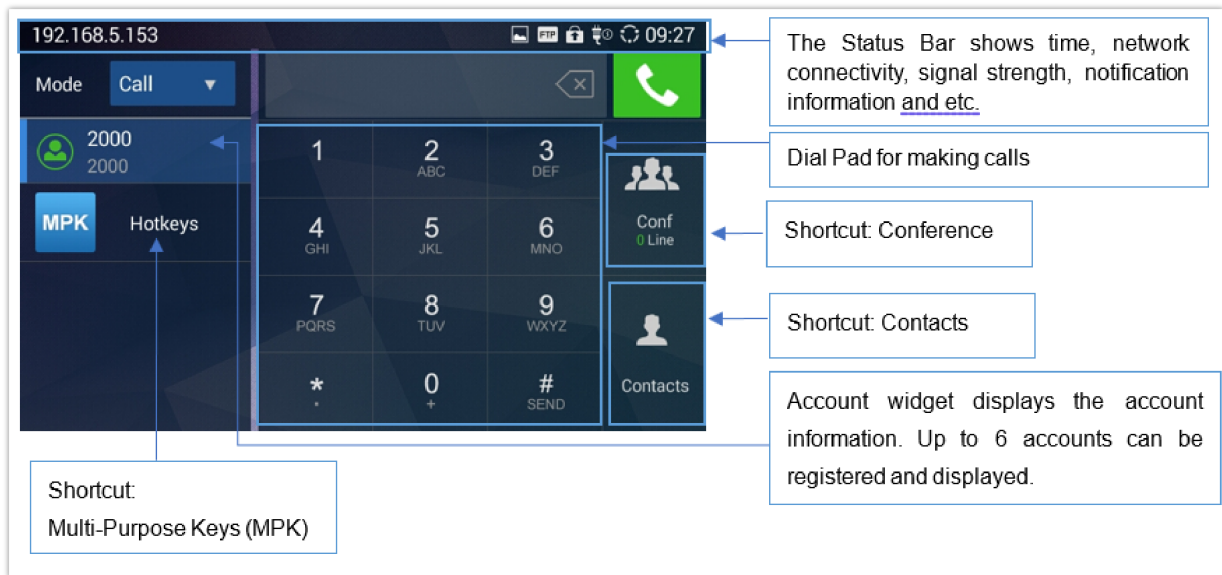 192.168.5.153
FTP
09:27
Mode
Call
2000
2000
MPK
Hotkeys
1
2
ABC
3
DEF
4
GHI
5
JKL
6
MNO
7
PQRS
8
TUV
9
WXYZ
*
0
+
#
SEND
Conf
0 Line
Contacts
The Status Bar shows time, network
connectivity, signal strength, notification
information and etc.
Dial Pad for making calls
Shortcut: Conference
Shortcut: Contacts
Account widget displays the account
information. Up to 6 accounts can be
registered and displayed.
Shortcut:
Multi-Purpose Keys (MPK)